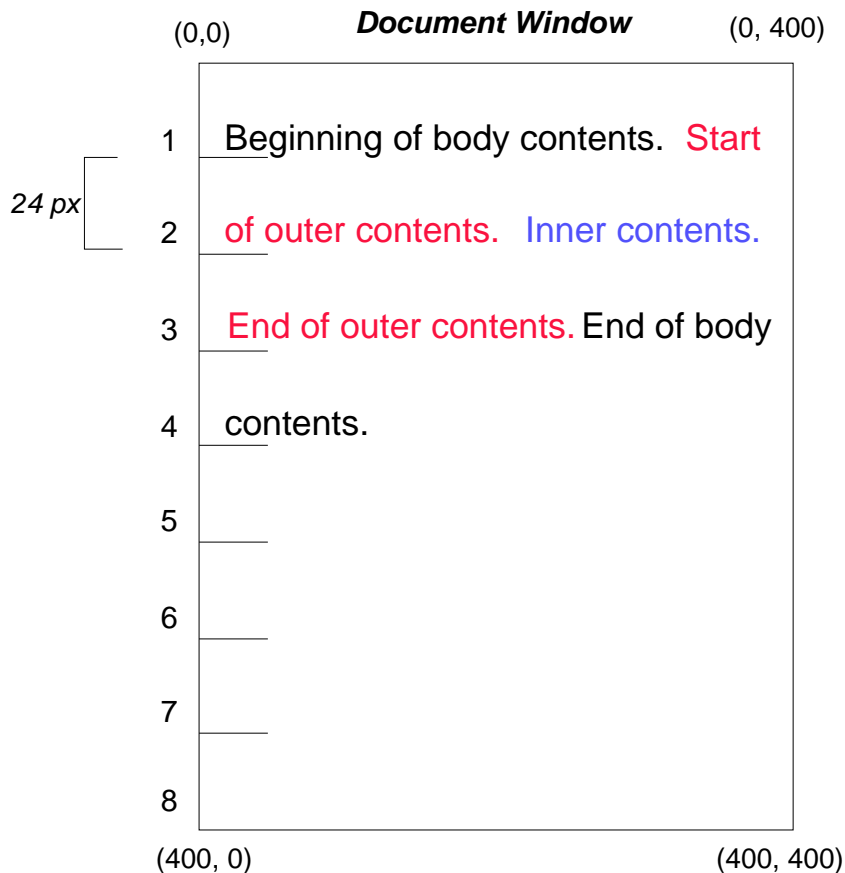 Document Window
(0,0) (0, 400)
1 Beginning of body contents. Start
24 px
2 of outer contents. Inner contents.
3 End of outer contents. End of body
4 contents.
5
6
7
8
(400, 0) (400, 400)